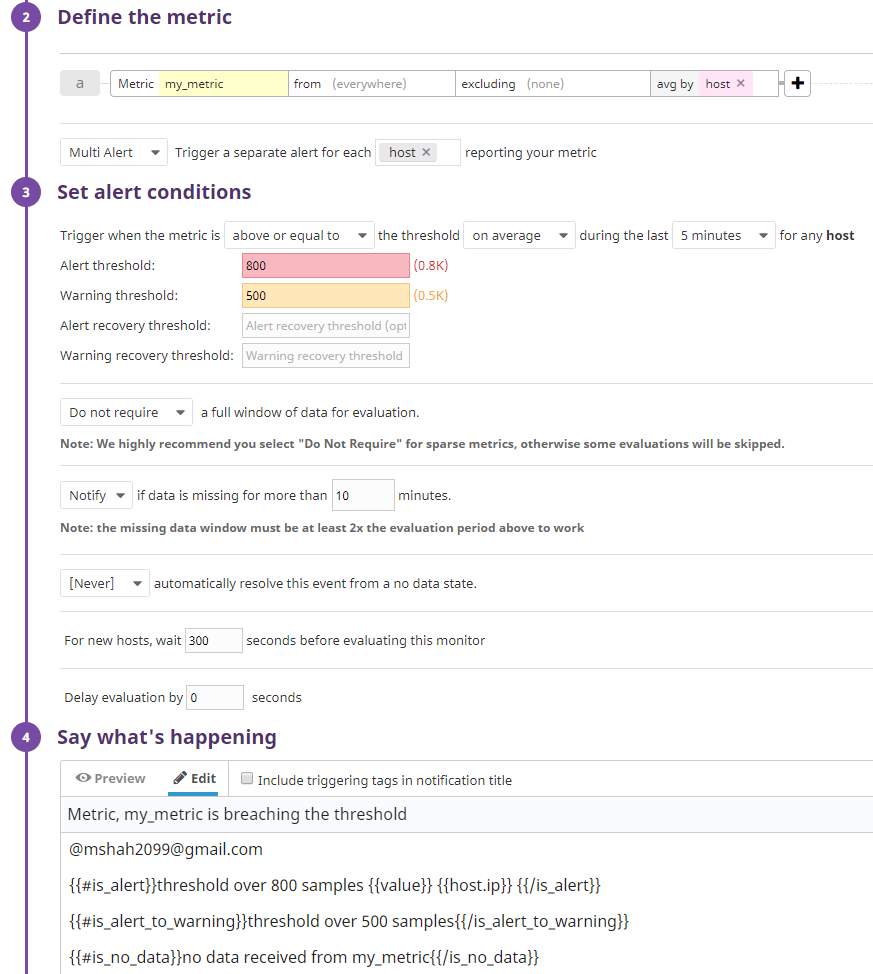 2 Define the metric
a Metric my_metric from (everywhere) excluding (none) avg by host ✕ +
Multi Alert Trigger a separate alert for each host ✕ reporting your metric
3 Set alert conditions
Trigger when the metric is above or equal to the threshold on average during the last 5 minutes for any host
Alert threshold: 800 (0.8K)
Warning threshold: 500 (0.5K)
Alert recovery threshold: Alert recovery threshold (opt
Warning recovery threshold: Warning recovery threshold
Do not require a full window of data for evaluation.
Note: We highly recommend you select "Do Not Require" for sparse metrics, otherwise some evaluations will be skipped.
Notify if data is missing for more than 10 minutes.
Note: the missing data window must be at least 2x the evaluation period above to work
[Never] automatically resolve this event from a no data state.
For new hosts, wait 300 seconds before evaluating this monitor
Delay evaluation by 0 seconds
4 Say what's happening
Preview Edit Include triggering tags in notification title
Metric, my_metric is breaching the threshold
@mshah2099@gmail.com
{{#is_alert}}threshold over 800 samples {{value}} {{host.ip}} {{/is_alert}}
{{#is_alert_to_warning}}threshold over 500 samples{{/is_alert_to_warning}}
{{#is_no_data}}no data received from my_metric{{/is_no_data}}